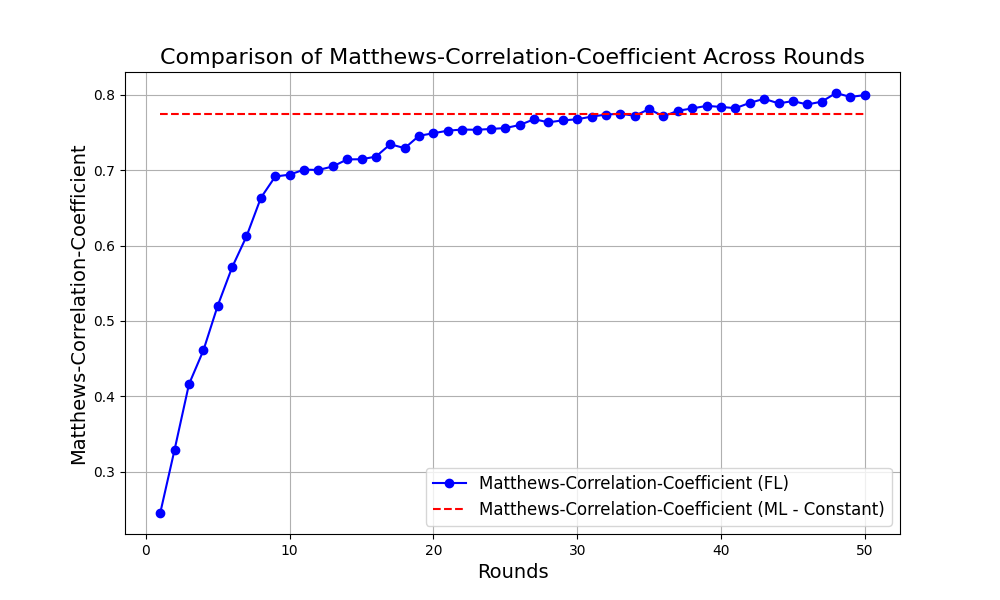 Comparison of Matthews-Correlation-Coefficient Across Rounds
Matthews-Correlation-Coefficient
0.8
0.7
0.6
0.5
0.4
0.3
Matthews-Correlation-Coefficient (FL)
Matthews-Correlation-Coefficient (ML - Constant)
0 10 20 30 40 50
Rounds